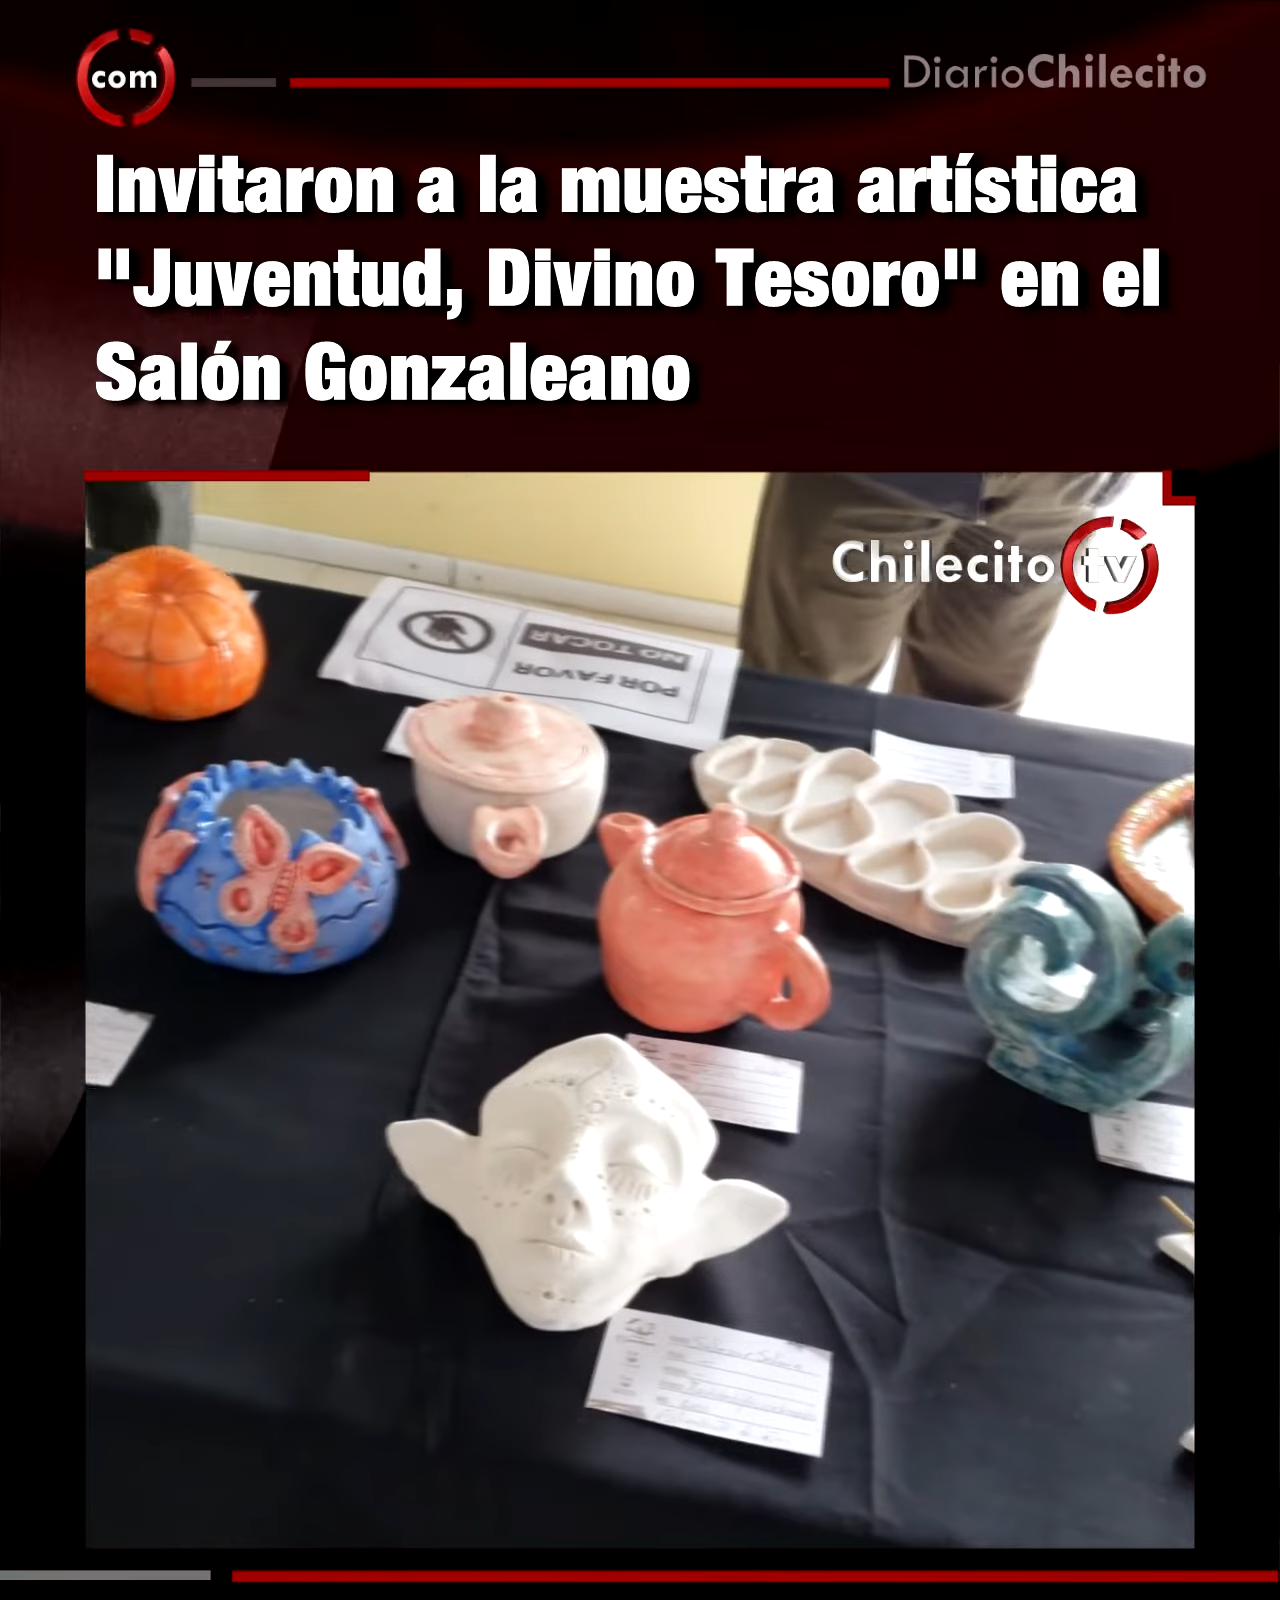 com
DiarioChilecito
Invitaron a la muestra artística
"Juventud, Divino Tesoro" en el
Salón Gonzaleano
Chilecito tv
POR FAVOR
NO TOCAR